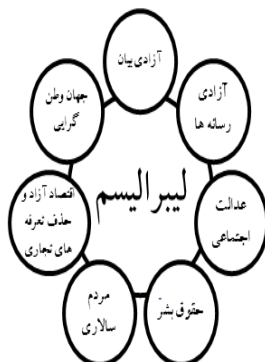 آزادی بیان
آزادی
رسانه ها
عدالت
اجتماعی
حقوق بشر
مردم
سالاری
اقتصاد آزاد و
حذف تعرفه
های تجاری
جهان وطن
گرایی
لیبرالیسم